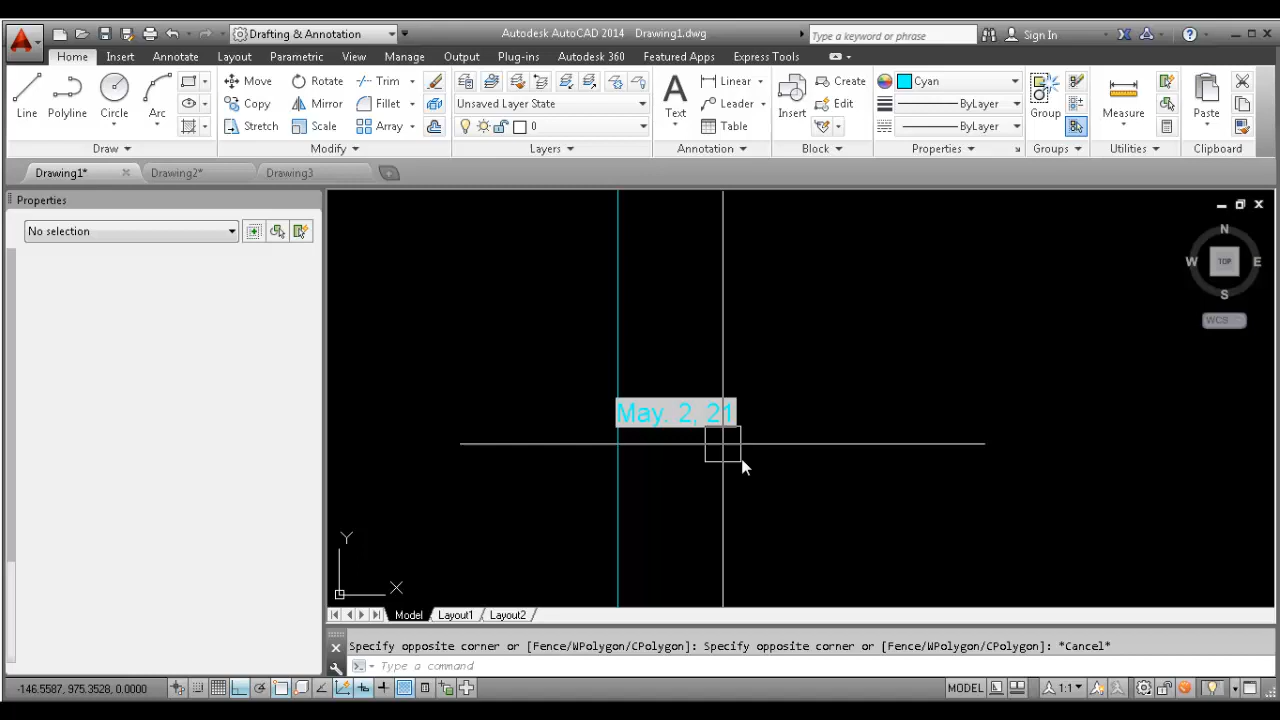 Drafting & Annotation
Autodesk AutoCAD 2014 Drawing1.dwg
Type a keyword or phrase
Sign In
Home Insert Annotate Layout Parametric View Manage Output Plug-ins Autodesk 360 Featured Apps Express Tools
Line Polyline Circle Arc
Move Rotate Trim
Copy Mirror Fillet
Stretch Scale Array
Unsaved Layer State
0
Text
Linear
Leader
Table
Insert
Create
Edit
Cyan
ByLayer
ByLayer
Group
Measure
Paste
Draw Modify Layers Annotation Block Properties Groups Utilities Clipboard
Drawing1* Drawing2* Drawing3
Properties
No selection
N
W TOP E
S
WCS
May. 2, 21
Y
X
Model Layout1 Layout2
Specify opposite corner or [Fence/WPolygon/CPolygon]: Specify opposite corner or [Fence/WPolygon/CPolygon]: *Cancel*
Type a command
-146.5587, 975.3528, 0.0000
MODEL
1:1